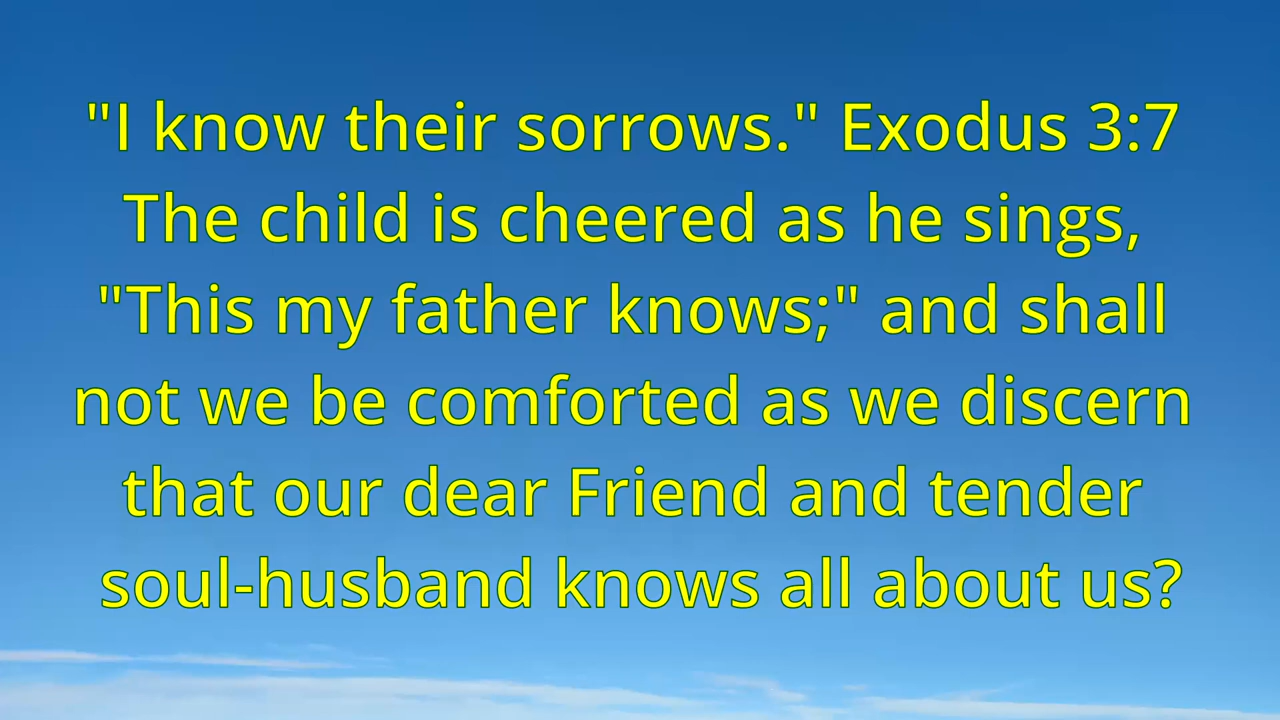 "I know their sorrows." Exodus 3:7
The child is cheered as he sings,
"This my father knows;" and shall
not we be comforted as we discern
that our dear Friend and tender
soul-husband knows all about us?